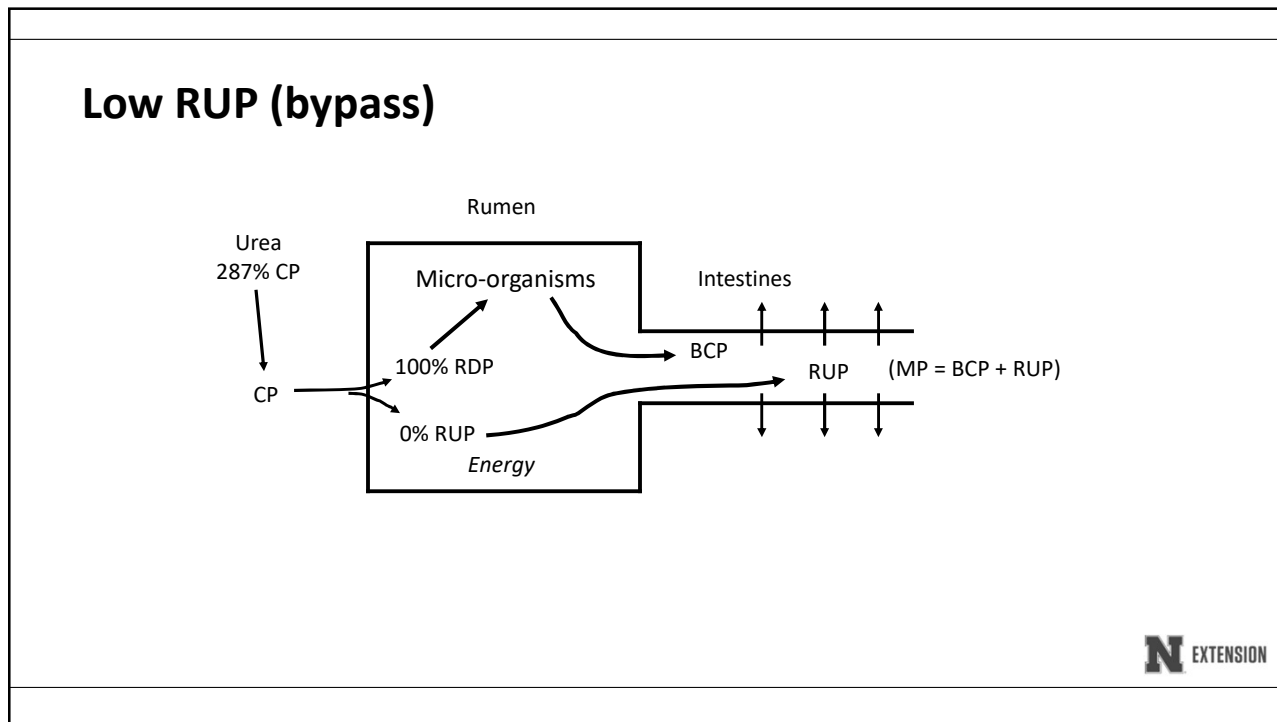 Low RUP (bypass)
Rumen
Urea
287% CP
Micro-organisms
Intestines
BCP
100% RDP
RUP
(MP = BCP + RUP)
CP
0% RUP
Energy
N EXTENSION